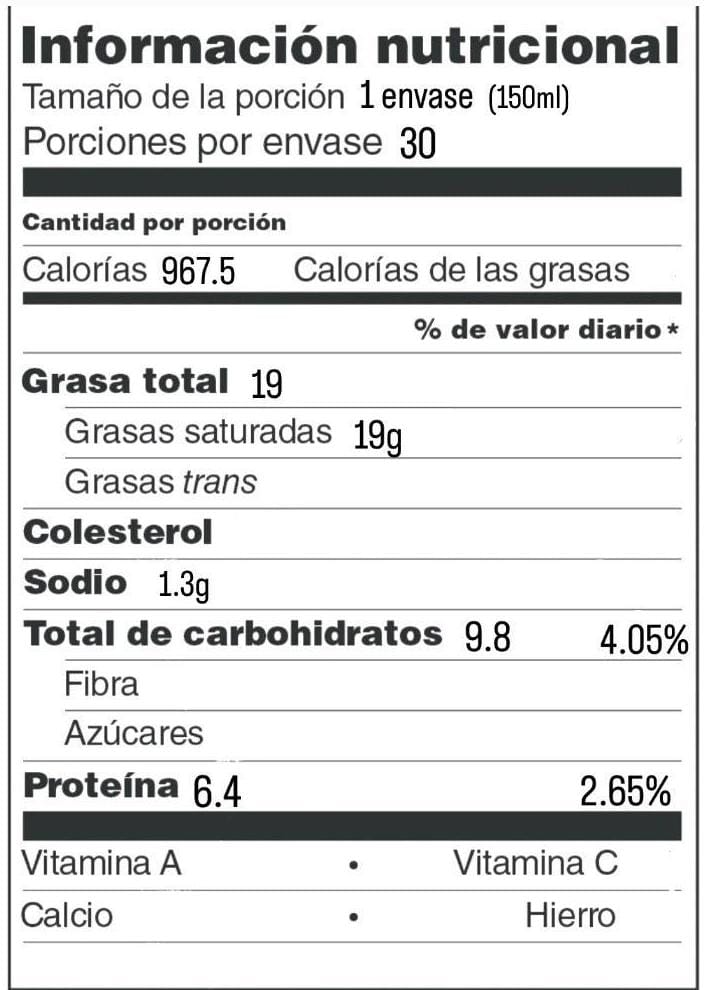 Información nutricional
Tamaño de la porción 1 envase (150ml)
Porciones por envase 30
Cantidad por porción
Calorías 967.5 Calorías de las grasas
% de valor diario *
Grasa total 19
Grasas saturadas 19g
Grasas trans
Colesterol
Sodio 1.3g
Total de carbohidratos 9.8 4.05%
Fibra
Azúcares
Proteína 6.4 2.65%
Vitamina A • Vitamina C
Calcio • Hierro